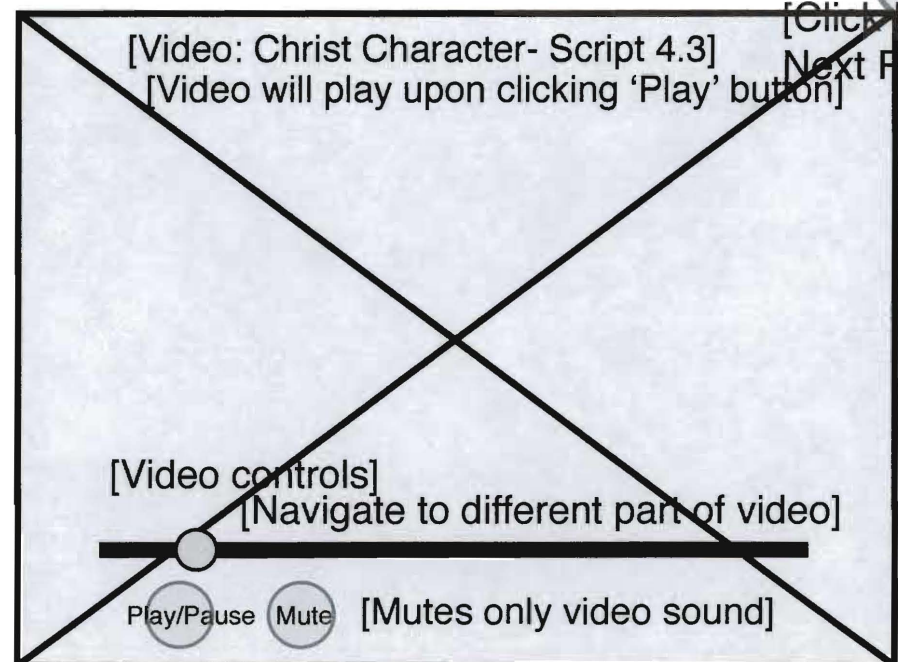 [Click
Next
[Video: Christ Character- Script 4.3]
[Video will play upon clicking ‘Play’ button]
[Video controls]
[Navigate to different part of video]
Play/Pause
Mute
[Mutes only video sound]